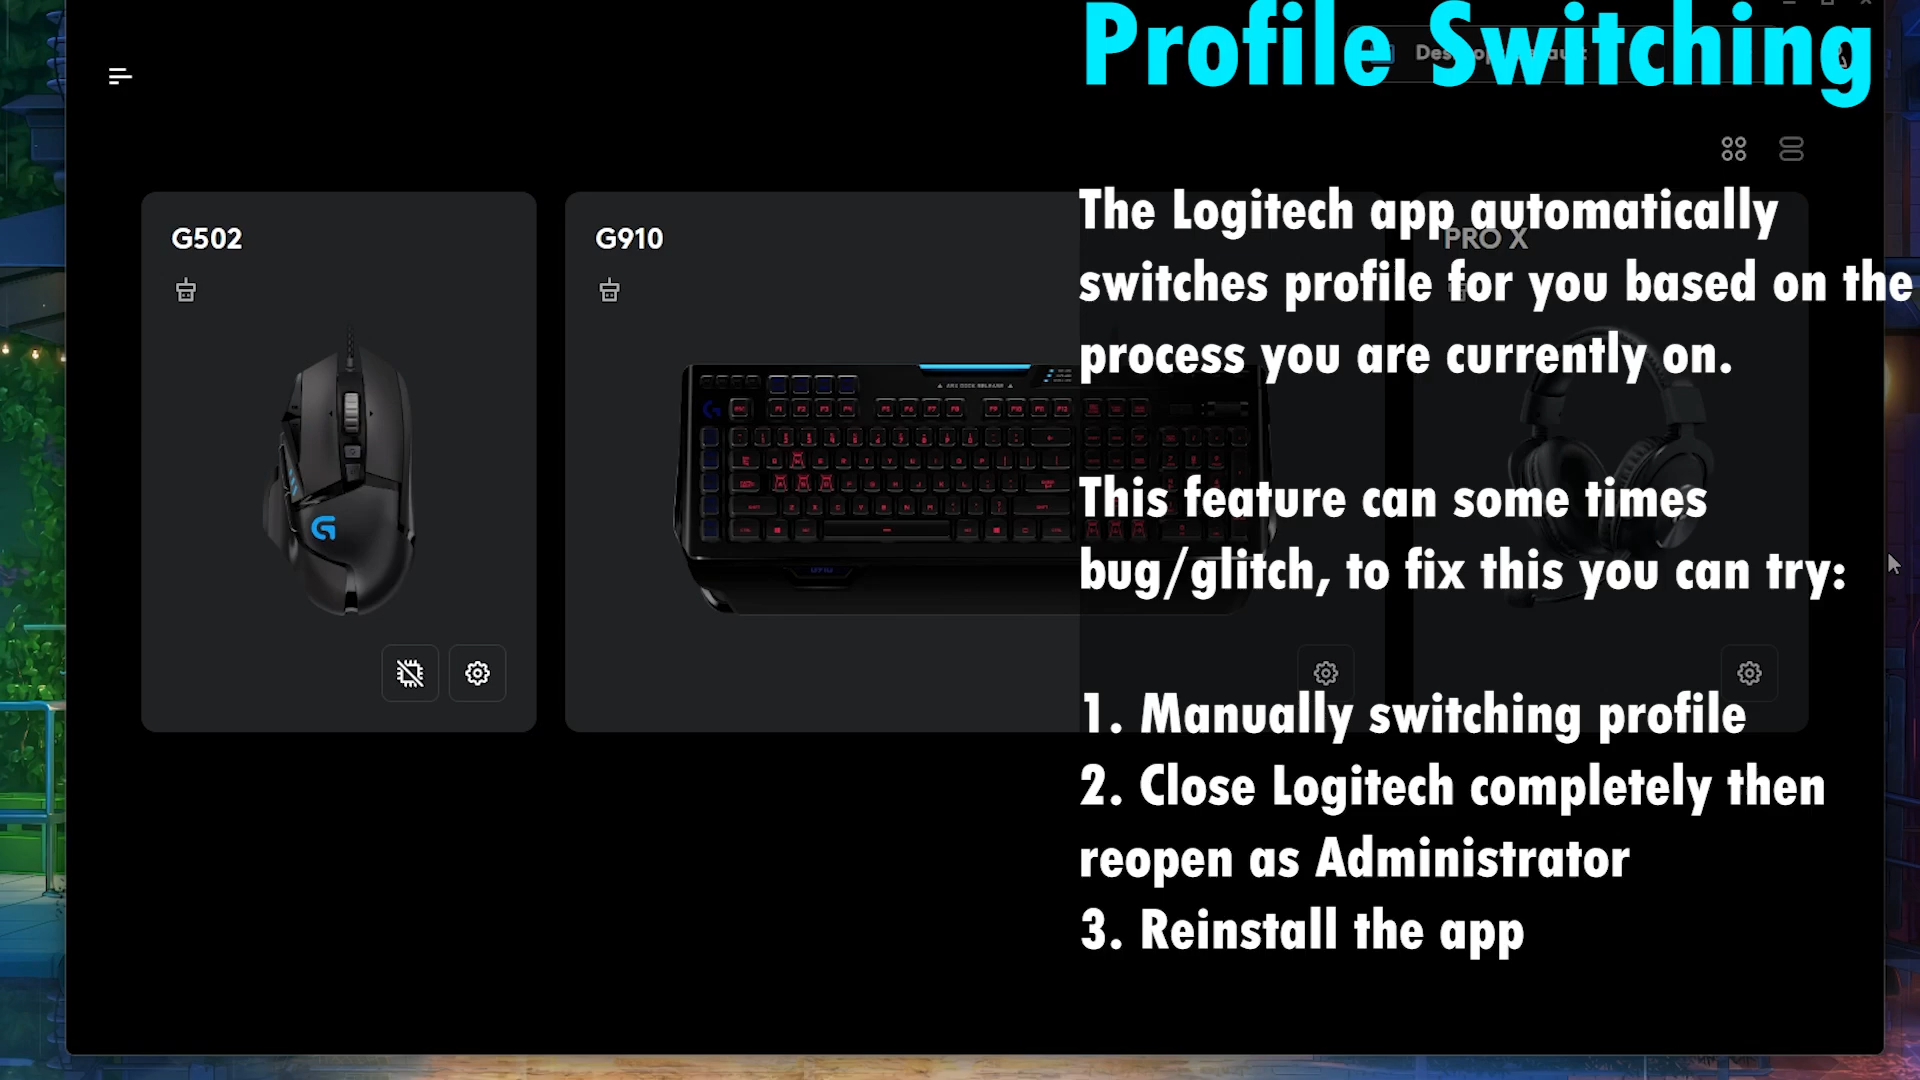 Profile Switching
G502
G910
PRO X
The Logitech app automatically
switches profile for you based on the
process you are currently on.
This feature can some times
bug/glitch, to fix this you can try:
1. Manually switching profile
2. Close Logitech completely then
reopen as Administrator
3. Reinstall the app